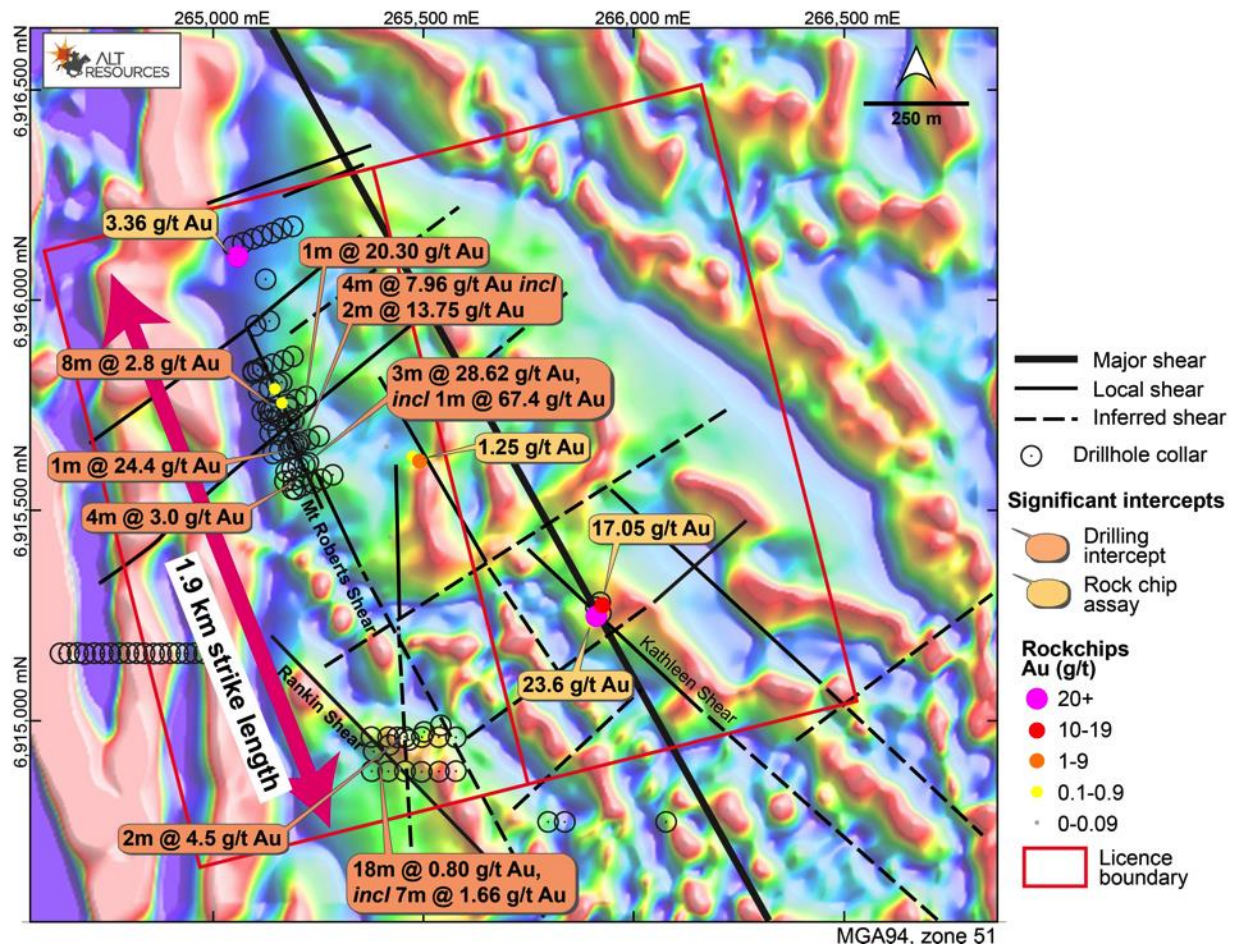 265,000 mE
265,500 mE
266,000 mE
266,500 mE
ALT
RESOURCES
6,916,500 mN
250 m
3.36 g/t Au
1m @ 20.30 g/t Au
4m @ 7.96 g/t Au incl
2m @ 13.75 g/t Au
6,916,000 mN
8m @ 2.8 g/t Au
3m @ 28.62 g/t Au,
incl 1m @ 67.4 g/t Au
1.25 g/t Au
1m @ 24.4 g/t Au
4m @ 3.0 g/t Au
6,915,500 mN
Mt Roberts Shear
17.05 g/t Au
1.9 km strike length
23.6 g/t Au
Kathleen Shear
Rankin Shear
6,915,000 mN
2m @ 4.5 g/t Au
18m @ 0.80 g/t Au,
incl 7m @ 1.66 g/t Au
Major shear
Local shear
Inferred shear
Drillhole collar
Significant intercepts
Drilling
intercept
Rock chip
assay
Rockchips
Au (g/t)
20+
10-19
1-9
0.1-0.9
0-0.09
Licence
boundary
MGA94, zone 51